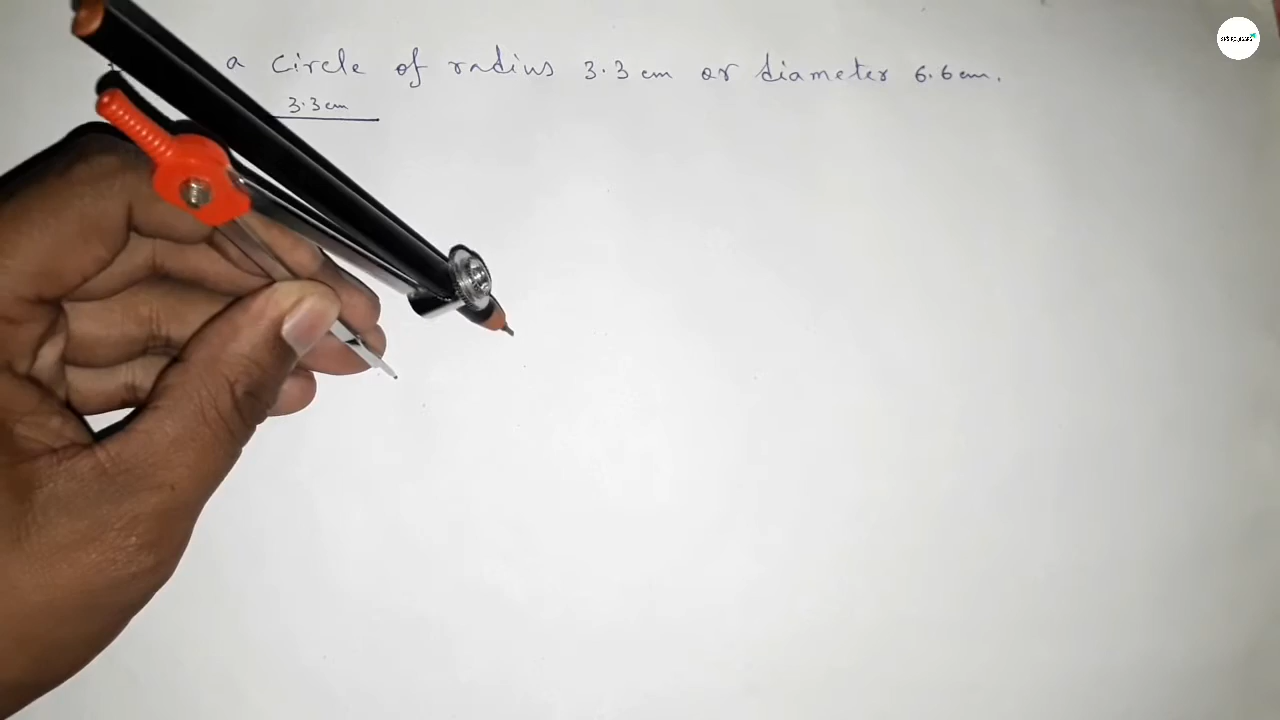 a circle of radius 3.3 cm or diameter 6.6 cm.
3.3 cm